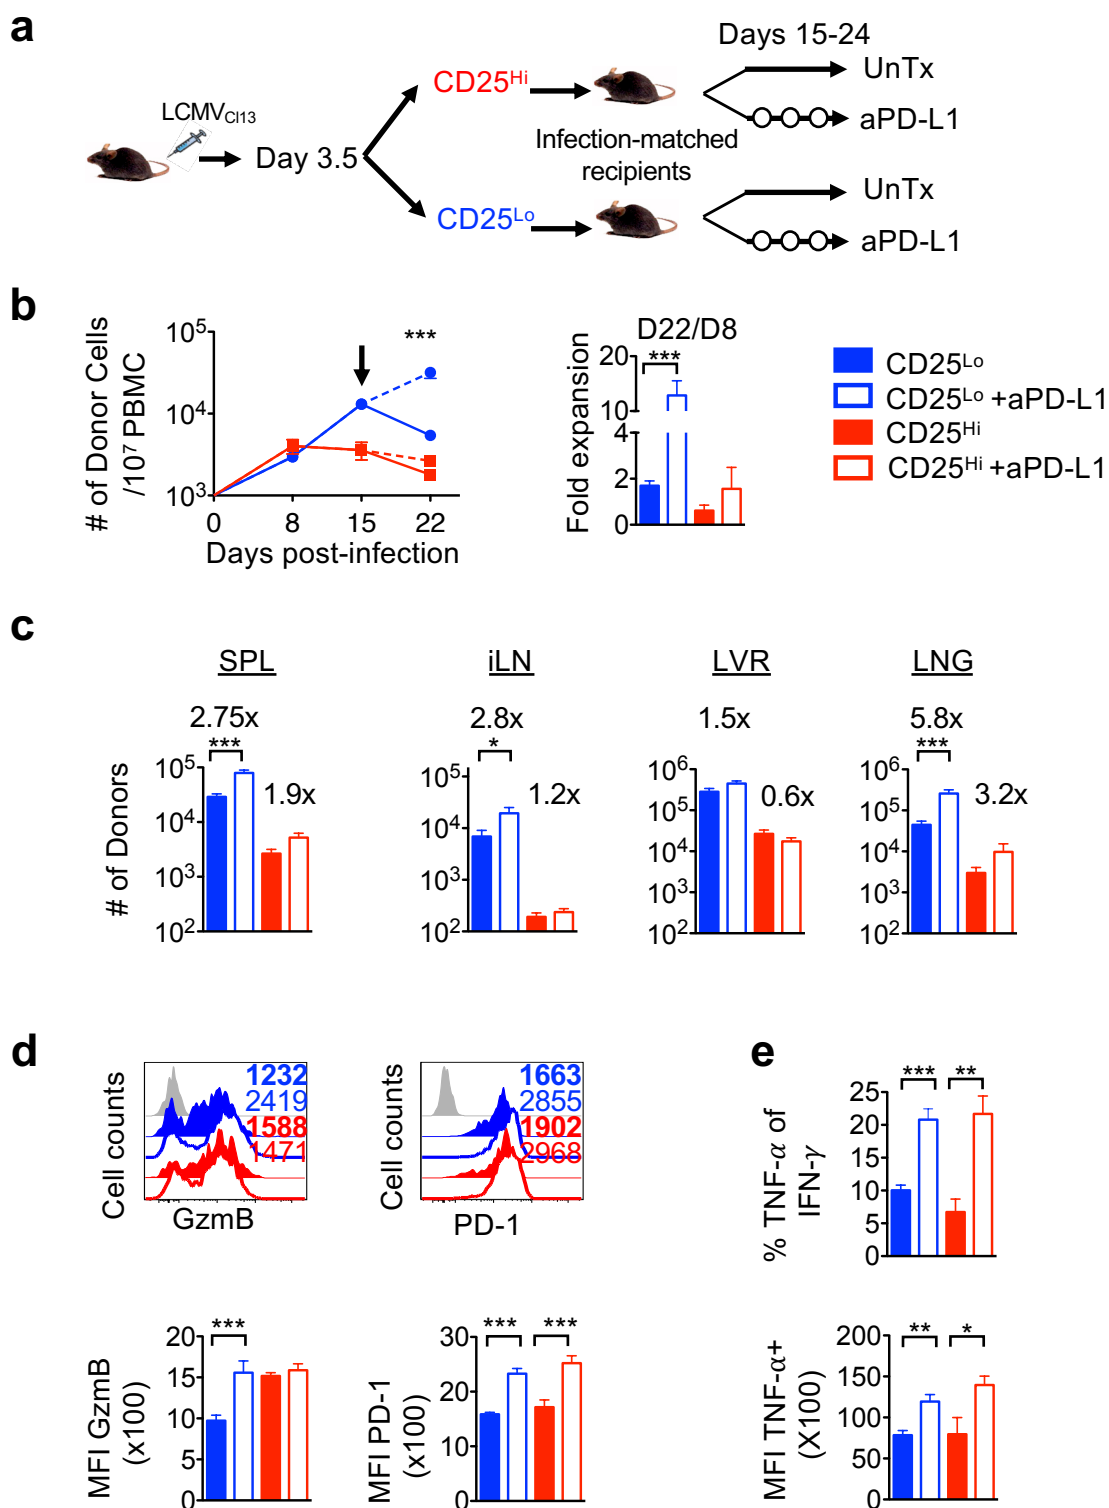 a
Days 15-24
LCMVCl13
Day 3.5
CD25Hi
CD25Lo
Infection-matched
recipients
UnTx
aPD-L1
UnTx
aPD-L1
b
# of Donor Cells
/10⁷ PBMC
10⁵
10⁴
10³
***
0 8 15 22
Days post-infection
D22/D8
***
Fold expansion
20
10
4
2
0
CD25Lo
CD25Lo +aPD-L1
CD25Hi
CD25Hi +aPD-L1
c
# of Donors
SPL
2.75x
***
1.9x
10⁵
10⁴
10³
10²
iLN
2.8x
*
1.2x
10⁵
10⁴
10³
10²
LVR
1.5x
0.6x
10⁶
10⁵
10⁴
10³
10²
LNG
5.8x
***
3.2x
10⁶
10⁵
10⁴
10³
10²
d
Cell counts
1232
2419
1588
1471
GzmB
Cell counts
1663
2855
1902
2968
PD-1
MFI GzmB
(x100)
***
20
15
10
5
0
MFI PD-1
(x100)
*** ***
30
20
10
0
e
% TNF-α of
IFN-γ
*** **
25
20
15
10
5
0
MFI TNF-α+
(X100)
** *
200
150
100
50
0